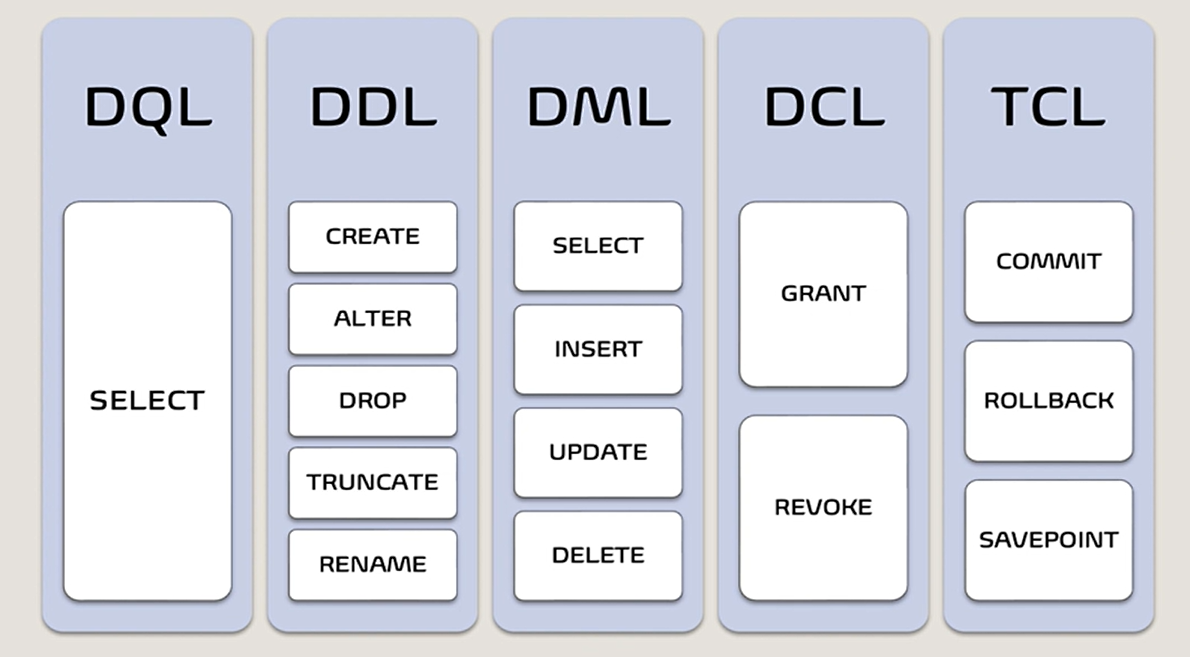 DQL
SELECT
DDL
CREATE
ALTER
DROP
TRUNCATE
RENAME
DML
SELECT
INSERT
UPDATE
DELETE
DCL
GRANT
REVOKE
TCL
COMMIT
ROLLBACK
SAVEPOINT